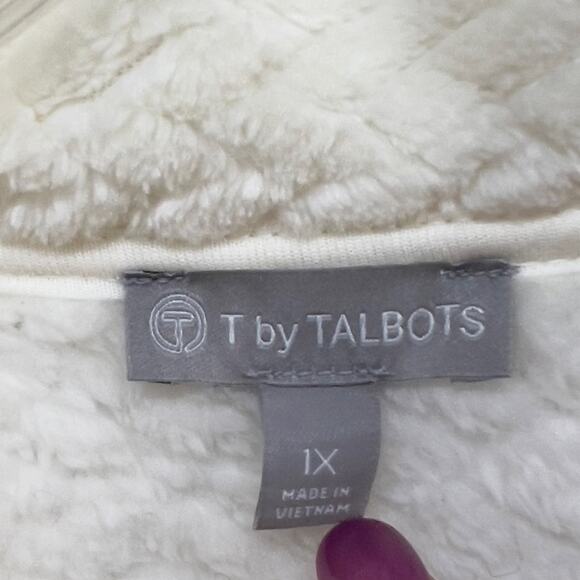 T T by TALBOTS
1X
MADE IN
VIETNAM